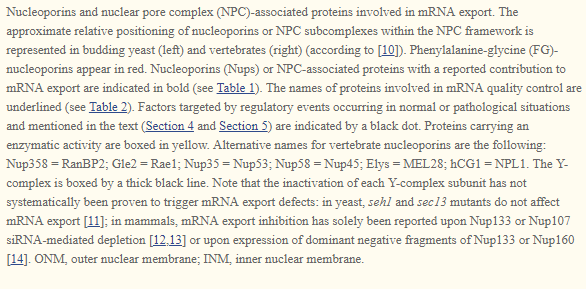 Nucleoporins and nuclear pore complex (NPC)-associated proteins involved in mRNA export. The
approximate relative positioning of nucleoporins or NPC subcomplexes within the NPC framework is
represented in budding yeast (left) and vertebrates (right) (according to [10]). Phenylalanine-glycine (FG)-
nucleoporins appear in red. Nucleoporins (Nups) or NPC-associated proteins with a reported contribution to
mRNA export are indicated in bold (see Table 1). The names of proteins involved in mRNA quality control are
underlined (see Table 2). Factors targeted by regulatory events occurring in normal or pathological situations
and mentioned in the text (Section 4 and Section 5) are indicated by a black dot. Proteins carrying an
enzymatic activity are boxed in yellow. Alternative names for vertebrate nucleoporins are the following:
Nup358 = RanBP2; Gle2 = Rae1; Nup35 = Nup53; Nup58 = Nup45; Elys = MEL28; hCG1 = NPL1. The Y-
complex is boxed by a thick black line. Note that the inactivation of each Y-complex subunit has not
systematically been proven to trigger mRNA export defects: in yeast, seh1 and sec13 mutants do not affect
mRNA export [11]; in mammals, mRNA export inhibition has solely been reported upon Nup133 or Nup107
siRNA-mediated depletion [12,13] or upon expression of dominant negative fragments of Nup133 or Nup160
[14]. ONM, outer nuclear membrane; INM, inner nuclear membrane.